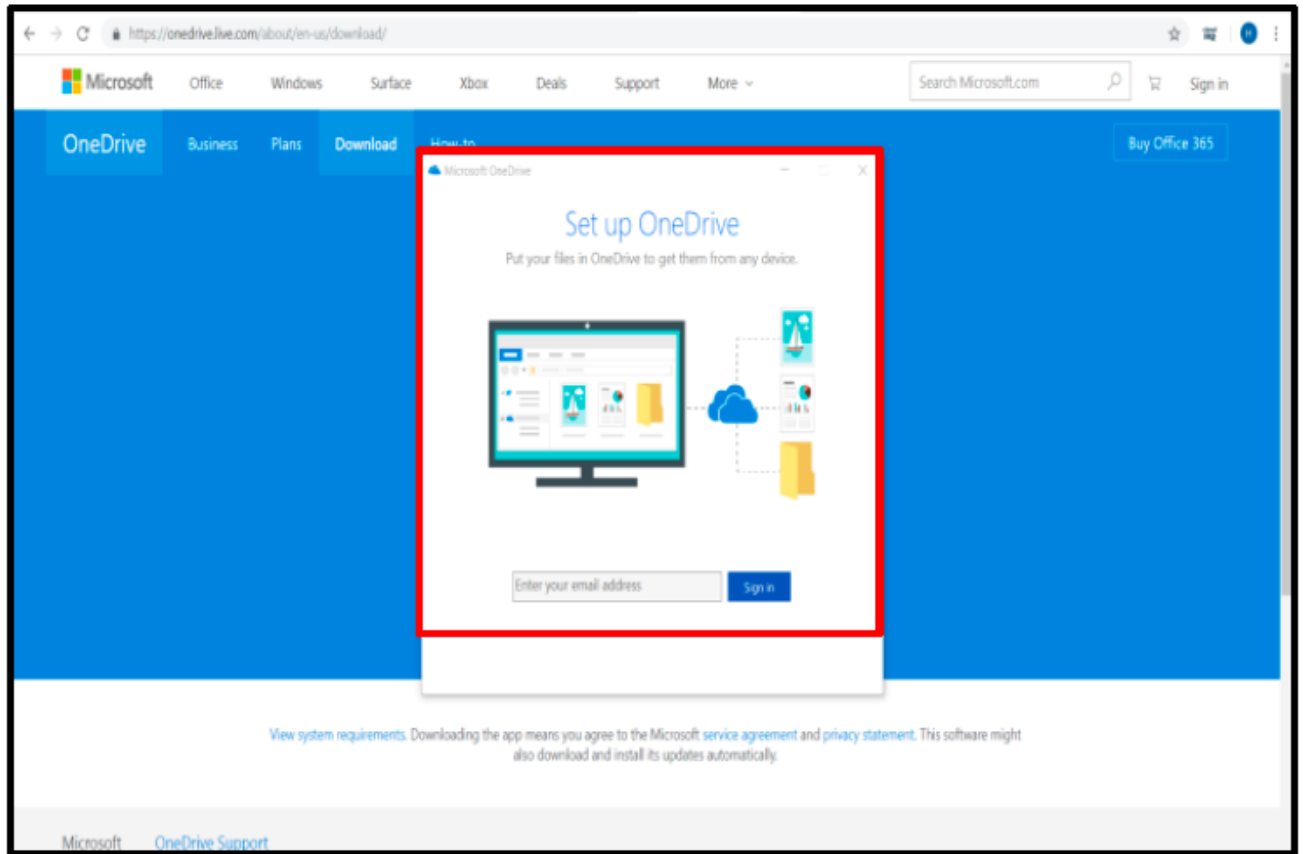 https://onedrive.live.com/about/en-us/download/
Microsoft Office Windows Surface Xbox Deals Support More Search Microsoft.com Sign in
OneDrive Business Plans Download How-to Buy Office 365
Microsoft OneDrive
Set up OneDrive
Put your files in OneDrive to get them from any device.
Enter your email address Sign in
View system requirements. Downloading the app means you agree to the Microsoft service agreement and privacy statement. This software might
also download and install its updates automatically.
Microsoft OneDrive Support